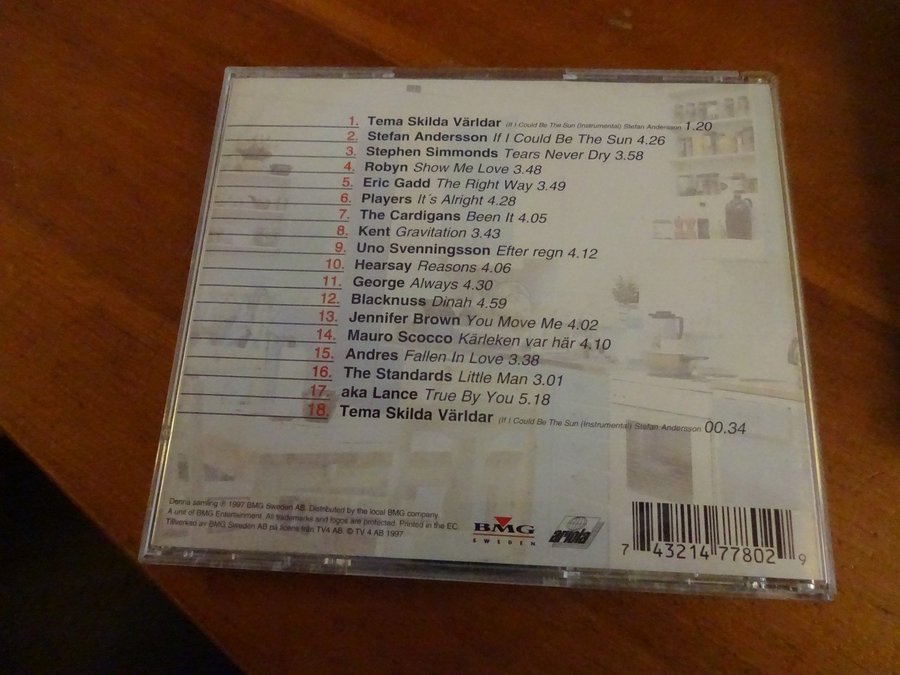 1. Tema Skilda Världar (If I Could Be The Sun (Instrumental) Stefan Andersson 1.20
2. Stefan Andersson If I Could Be The Sun 4.26
3. Stephen Simmonds Tears Never Dry 3.58
4. Robyn Show Me Love 3.48
5. Eric Gadd The Right Way 3.49
6. Players It´s Alright 4.28
7. The Cardigans Been It 4.05
8. Kent Gravitation 3.43
9. Uno Svenningsson Efter regn 4.12
10. Hearsay Reasons 4.06
11. George Always 4.30
12. Blacknuss Dinah 4.59
13. Jennifer Brown You Move Me 4.02
14. Mauro Scocco Kärleken var här 4.10
15. Andres Fallen In Love 3.38
16. The Standards Little Man 3.01
17. aka Lance True By You 5.18
18. Tema Skilda Världar (If I Could Be The Sun (Instrumental) Stefan Andersson 00.34
Denna samling ℗ 1997 BMG Sweden AB. Distributed by the local BMG company.
A unit of BMG Entertainment. All trademarks and logos are protected. Printed in the EC.
Tillverkad av BMG Sweden AB på licens från TV4 AB. © TV 4 AB 1997
BMG
SWEDEN
ariola
7 43214 77802 9